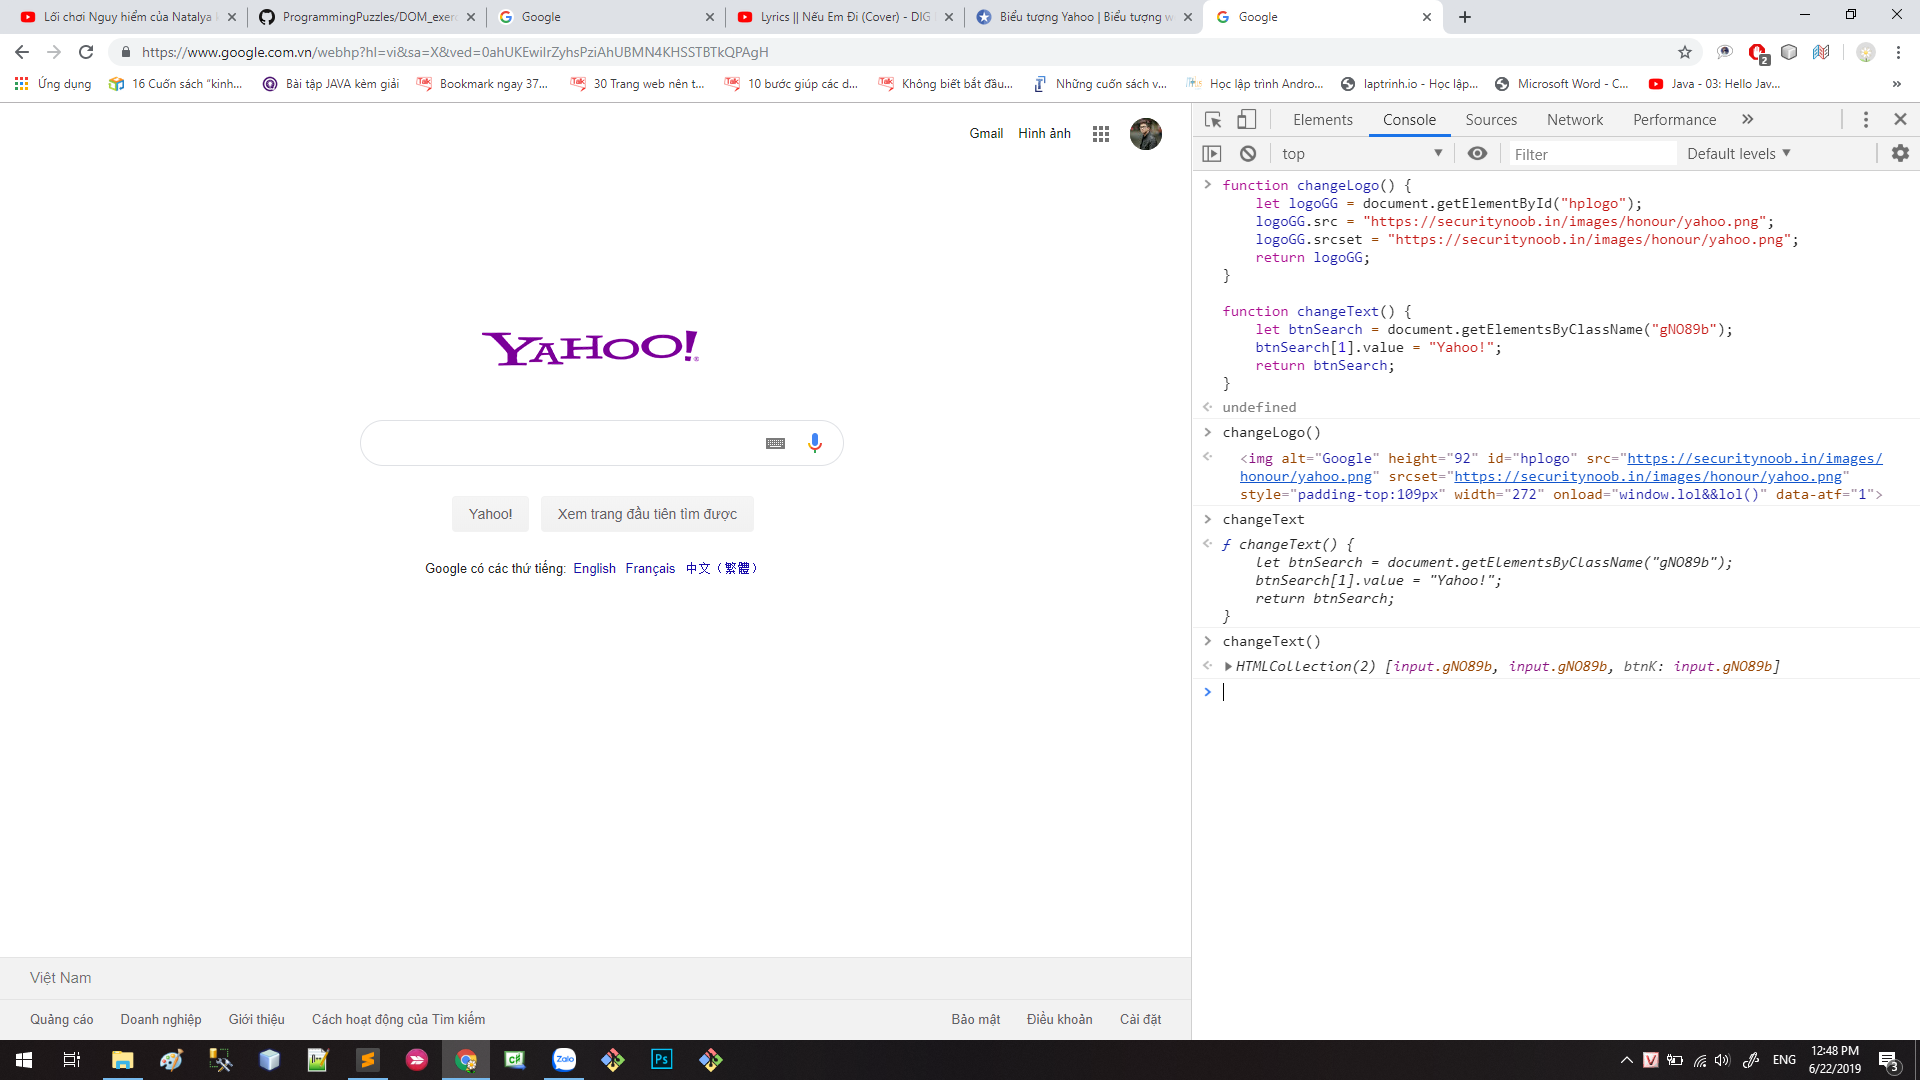 Lối chơi Nguy hiểm của Natalya
ProgrammingPuzzles/DOM_exer
Google
Lyrics || Nếu Em Đi (Cover) - DIG
Biểu tượng Yahoo | Biểu tượng w
Google
https://www.google.com.vn/webhp?hl=vi&sa=X&ved=0ahUKEwiIrZyhsPziAhUBMN4KHSSTBTkQPAgH
2
Ứng dụng
16 Cuốn sách "kinh...
Bài tập JAVA kèm giải
Bookmark ngay 37...
30 Trang web nên t...
10 bước giúp các d...
Không biết bắt đầu...
Những cuốn sách v...
Học lập trình Andro...
laptrinh.io - Học lập...
Microsoft Word - C...
Java - 03: Hello Jav...
»
Gmail
Hình ảnh
YAHOO!
Yahoo!
Xem trang đầu tiên tìm được
Google có các thứ tiếng: English Français 中文（繁體）
Việt Nam
Quảng cáo
Doanh nghiệp
Giới thiệu
Cách hoạt động của Tìm kiếm
Bảo mật
Điều khoản
Cài đặt
Elements
Console
Sources
Network
Performance
»
top
Filter
Default levels
function changeLogo() {
let logoGG = document.getElementById("hplogo");
logoGG.src = "https://securitynoob.in/images/honour/yahoo.png";
logoGG.srcset = "https://securitynoob.in/images/honour/yahoo.png";
return logoGG;
}
function changeText() {
let btnSearch = document.getElementsByClassName("gNO89b");
btnSearch[1].value = "Yahoo!";
return btnSearch;
}
undefined
changeLogo()
<img alt="Google" height="92" id="hplogo" src="https://securitynoob.in/images/
honour/yahoo.png" srcset="https://securitynoob.in/images/honour/yahoo.png"
style="padding-top:109px" width="272" onload="window.lol&&lol()" data-atf="1">
changeText
ƒ changeText() {
let btnSearch = document.getElementsByClassName("gNO89b");
btnSearch[1].value = "Yahoo!";
return btnSearch;
}
changeText()
HTMLCollection(2) [input.gNO89b, input.gNO89b, btnK: input.gNO89b]
Zalo
Ps
V
ENG
12:48 PM
6/22/2019
3